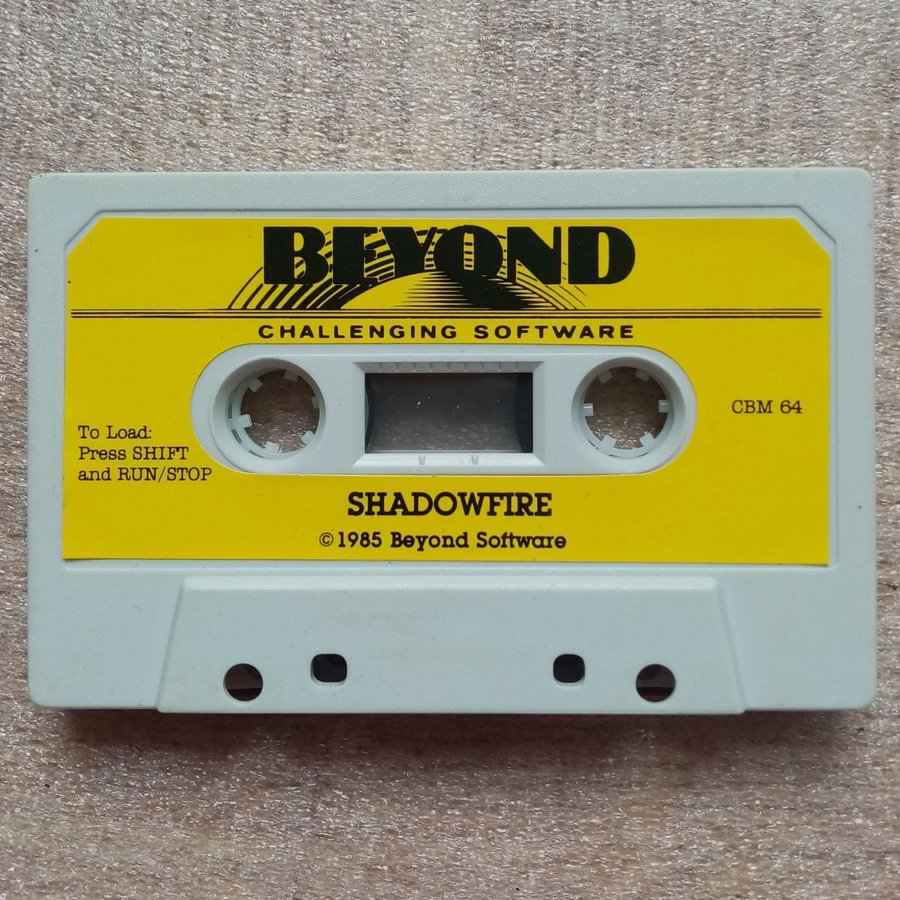 BEYOND
CHALLENGING SOFTWARE
CBM 64
To Load:
Press SHIFT
and RUN/STOP
SHADOWFIRE
©1985 Beyond Software